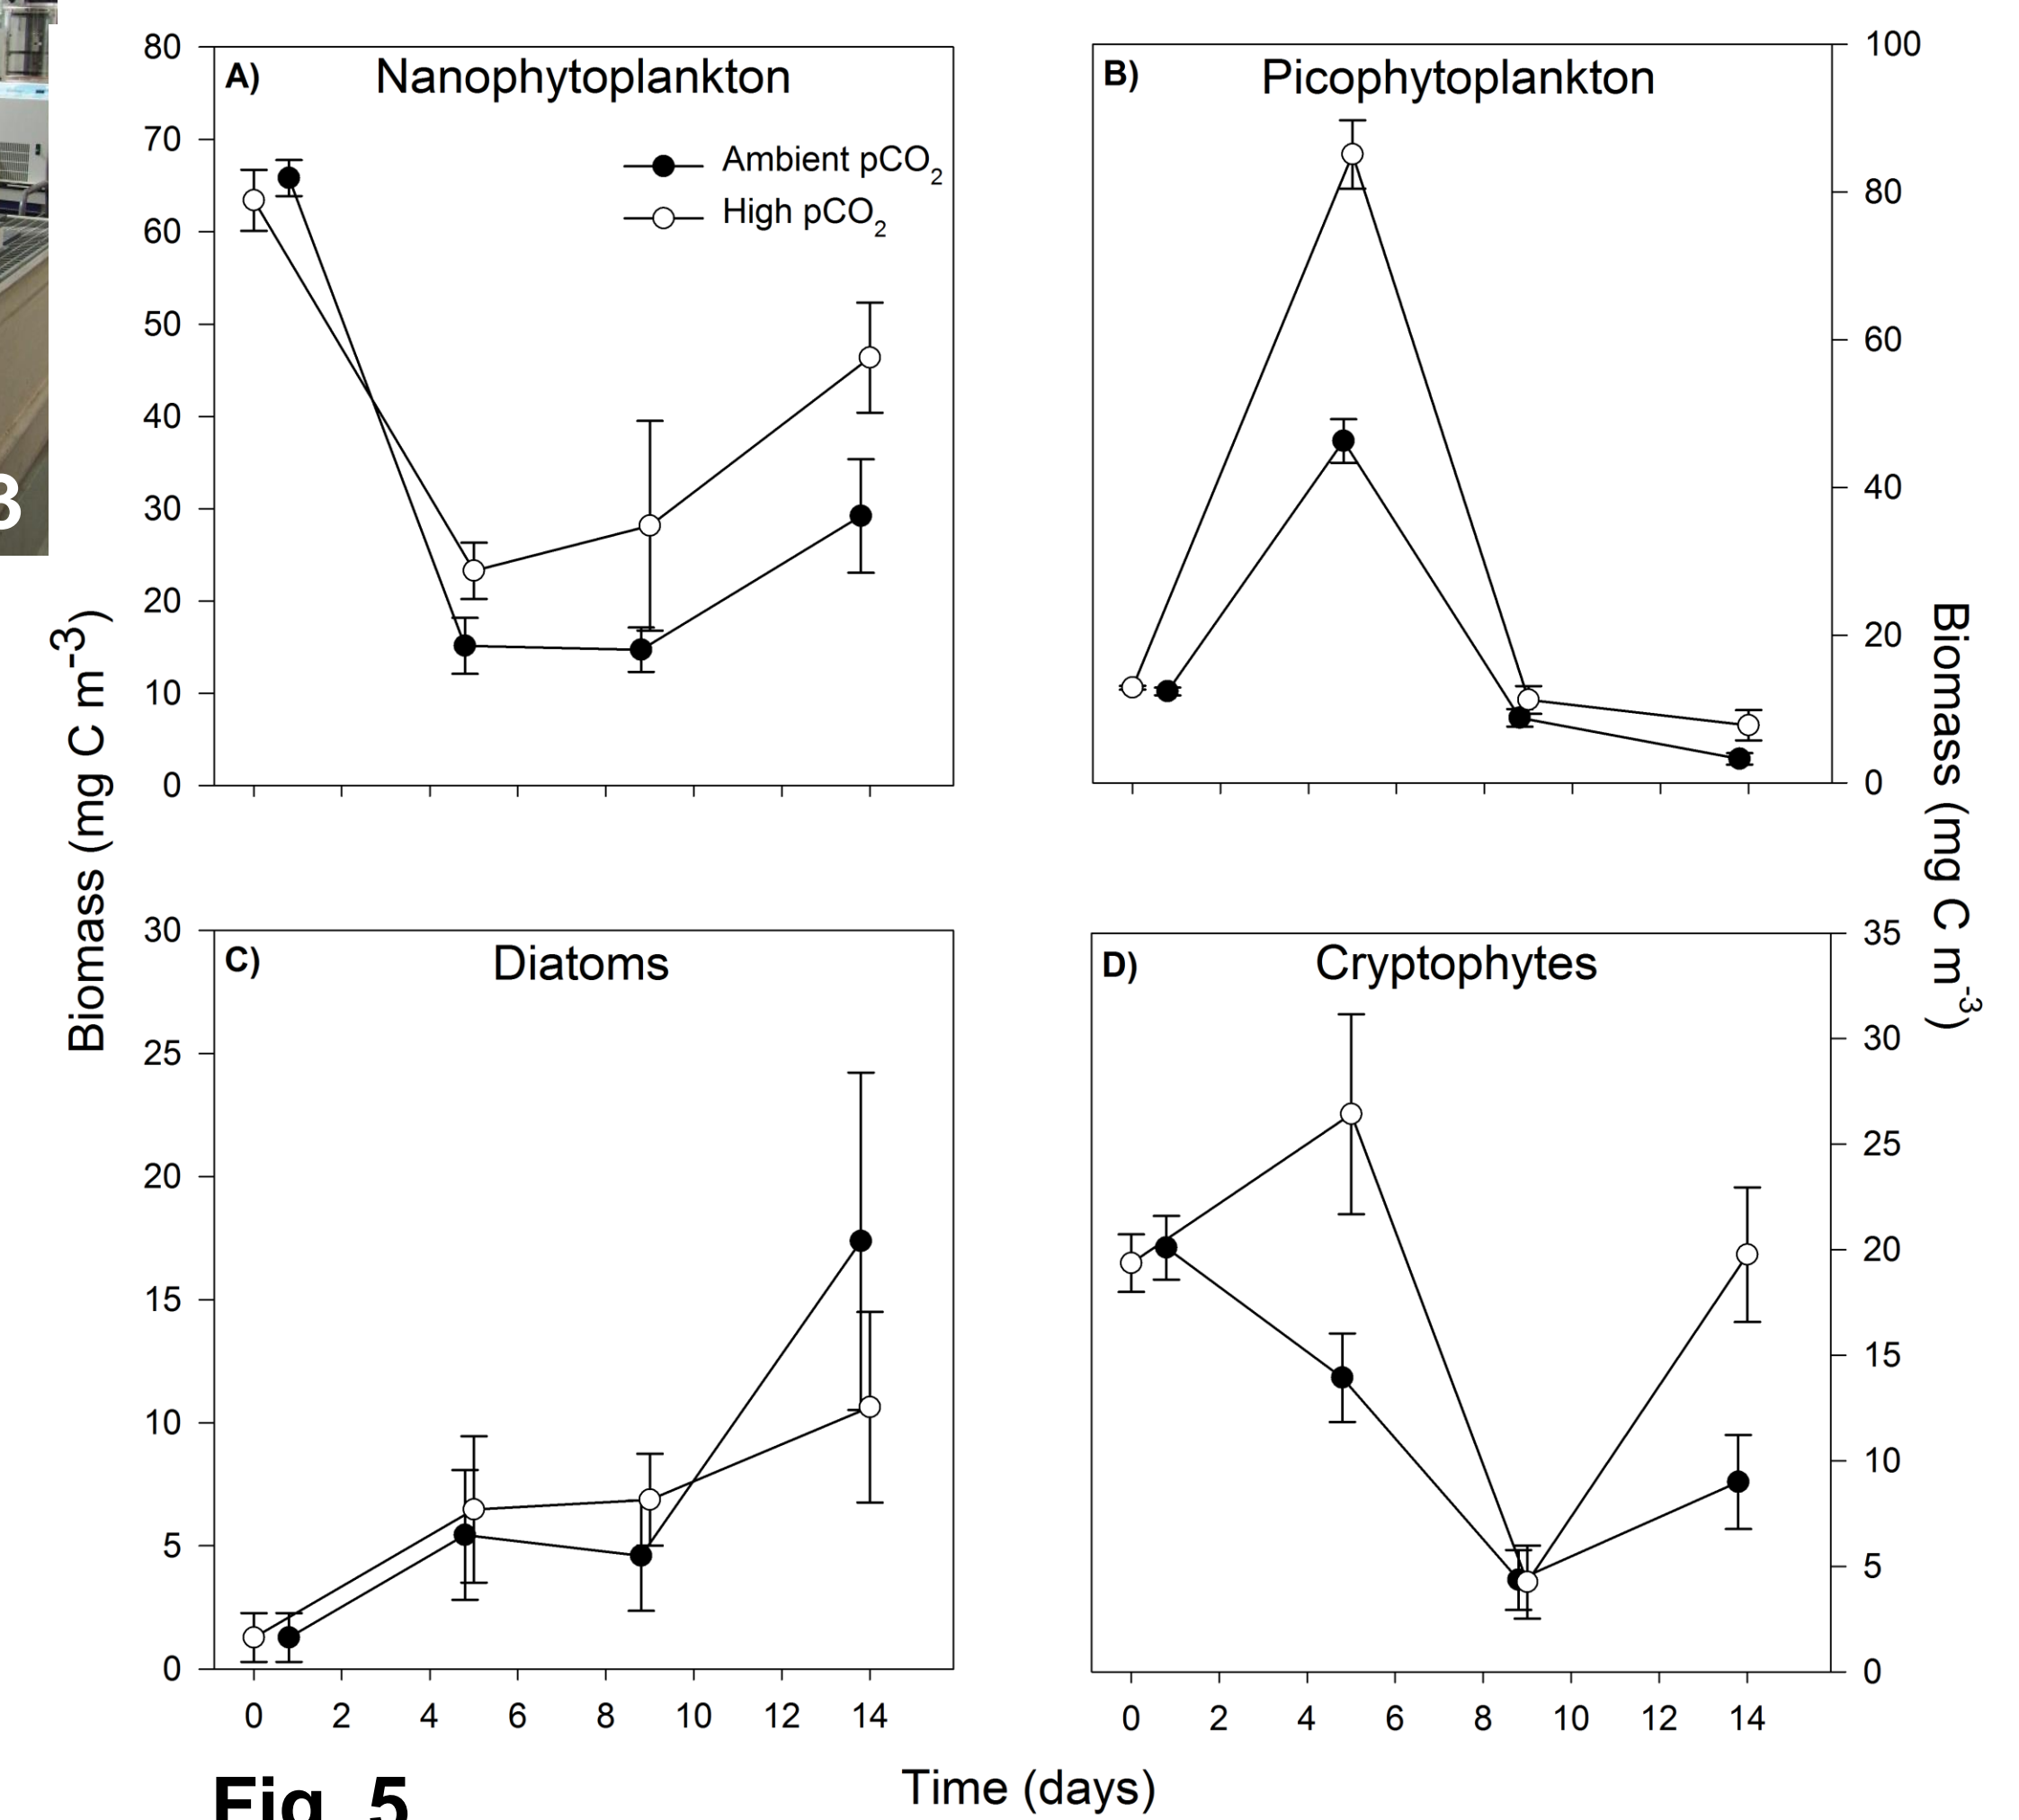 3
A) Nanophytoplankton
Ambient pCO2
High pCO2
80
70
60
50
40
30
20
10
0
B) Picophytoplankton
100
80
60
40
20
0
Biomass (mg C m-3)
Biomass (mg C m-3)
C) Diatoms
30
25
20
15
10
5
0
0 2 4 6 8 10 12 14
D) Cryptophytes
35
30
25
20
15
10
5
0
0 2 4 6 8 10 12 14
Time (days)
Fig. 5